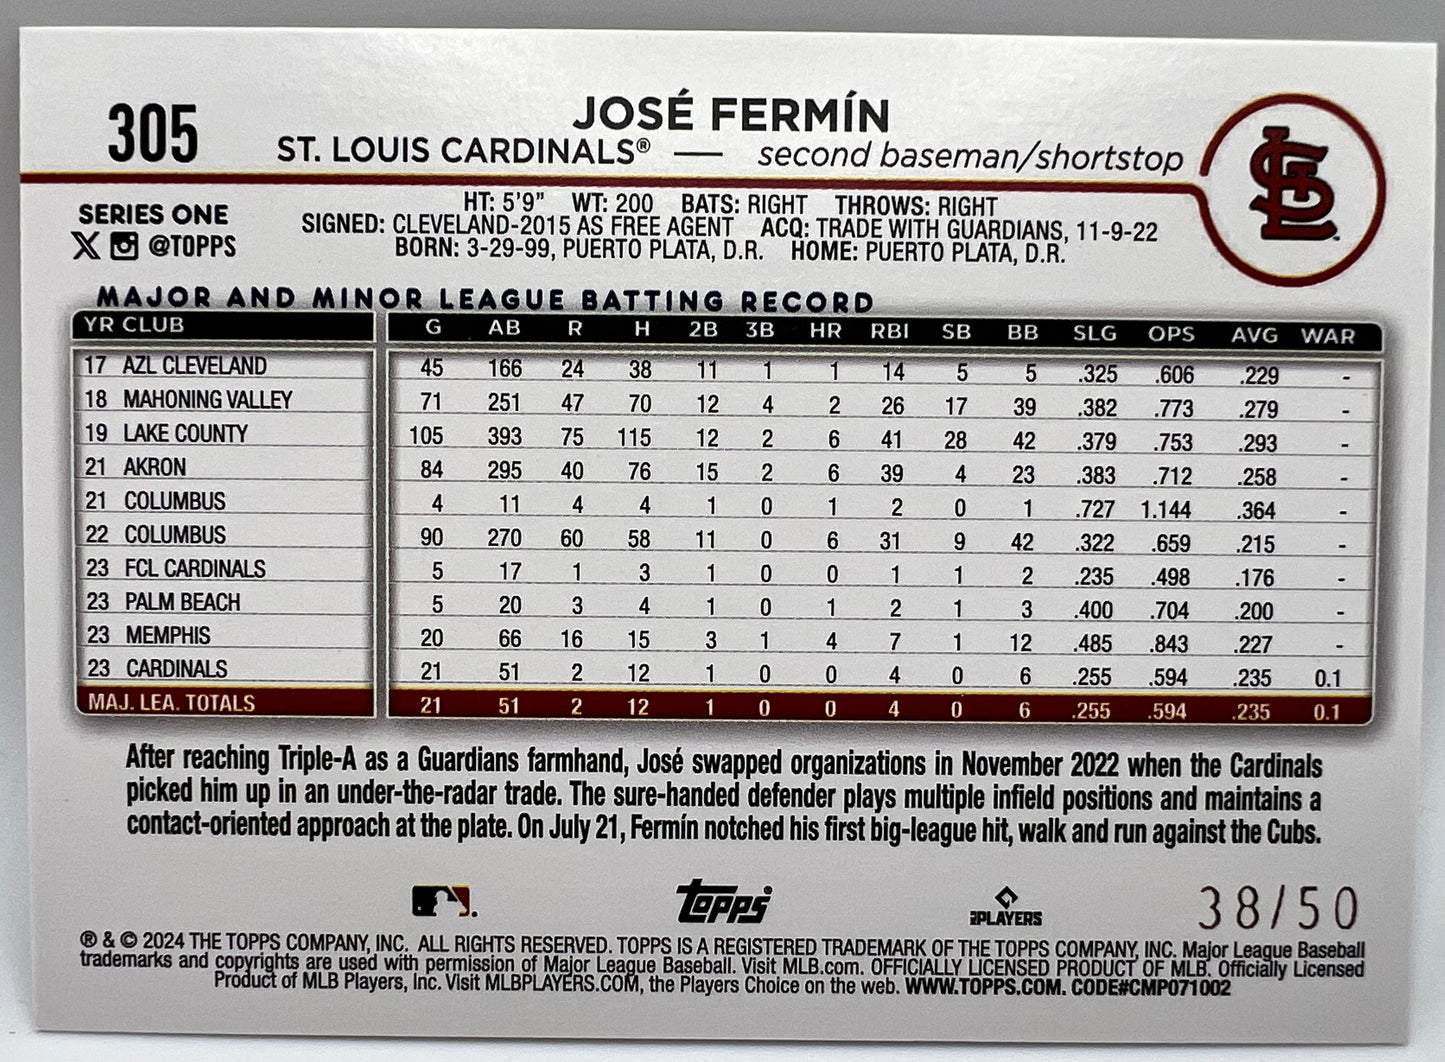 305
JOSÉ FERMÍN
ST. LOUIS CARDINALS® — second baseman/shortstop
STL
SERIES ONE
X @TOPPS
HT: 5'9" WT: 200 BATS: RIGHT THROWS: RIGHT
SIGNED: CLEVELAND-2015 AS FREE AGENT ACQ: TRADE WITH GUARDIANS, 11-9-22
BORN: 3-29-99, PUERTO PLATA, D.R. HOME: PUERTO PLATA, D.R.
MAJOR AND MINOR LEAGUE BATTING RECORD
YR CLUB G AB R H 2B 3B HR RBI SB BB SLG OPS AVG WAR
17 AZL CLEVELAND 45 166 24 38 11 1 1 14 5 5 .325 .606 .229 -
18 MAHONING VALLEY 71 251 47 70 12 4 2 26 17 39 .382 .773 .279 -
19 LAKE COUNTY 105 393 75 115 12 2 6 41 28 42 .379 .753 .293 -
21 AKRON 84 295 40 76 15 2 6 39 4 23 .383 .712 .258 -
21 COLUMBUS 4 11 4 4 1 0 1 2 0 1 .727 1.144 .364 -
22 COLUMBUS 90 270 60 58 11 0 6 31 9 42 .322 .659 .215 -
23 FCL CARDINALS 5 17 1 3 1 0 0 1 1 2 .235 .498 .176 -
23 PALM BEACH 5 20 3 4 1 0 1 2 1 3 .400 .704 .200 -
23 MEMPHIS 20 66 16 15 3 1 4 7 1 12 .485 .843 .227 -
23 CARDINALS 21 51 2 12 1 0 0 4 0 6 .255 .594 .235 0.1
MAJ. LEA. TOTALS 21 51 2 12 1 0 0 4 0 6 .255 .594 .235 0.1
After reaching Triple-A as a Guardians farmhand, José swapped organizations in November 2022 when the Cardinals
picked him up in an under-the-radar trade. The sure-handed defender plays multiple infield positions and maintains a
contact-oriented approach at the plate. On July 21, Fermín notched his first big-league hit, walk and run against the Cubs.
topps
PLAYERS
38/50
® & © 2024 THE TOPPS COMPANY, INC. ALL RIGHTS RESERVED. TOPPS IS A REGISTERED TRADEMARK OF THE TOPPS COMPANY, INC. Major League Baseball
trademarks and copyrights are used with permission of Major League Baseball. Visit MLB.com. OFFICIALLY LICENSED PRODUCT OF MLB. Officially Licensed
Product of MLB Players, Inc. Visit MLBPLAYERS.COM, the Players Choice on the web. WWW.TOPPS.COM. CODE#CMP071002